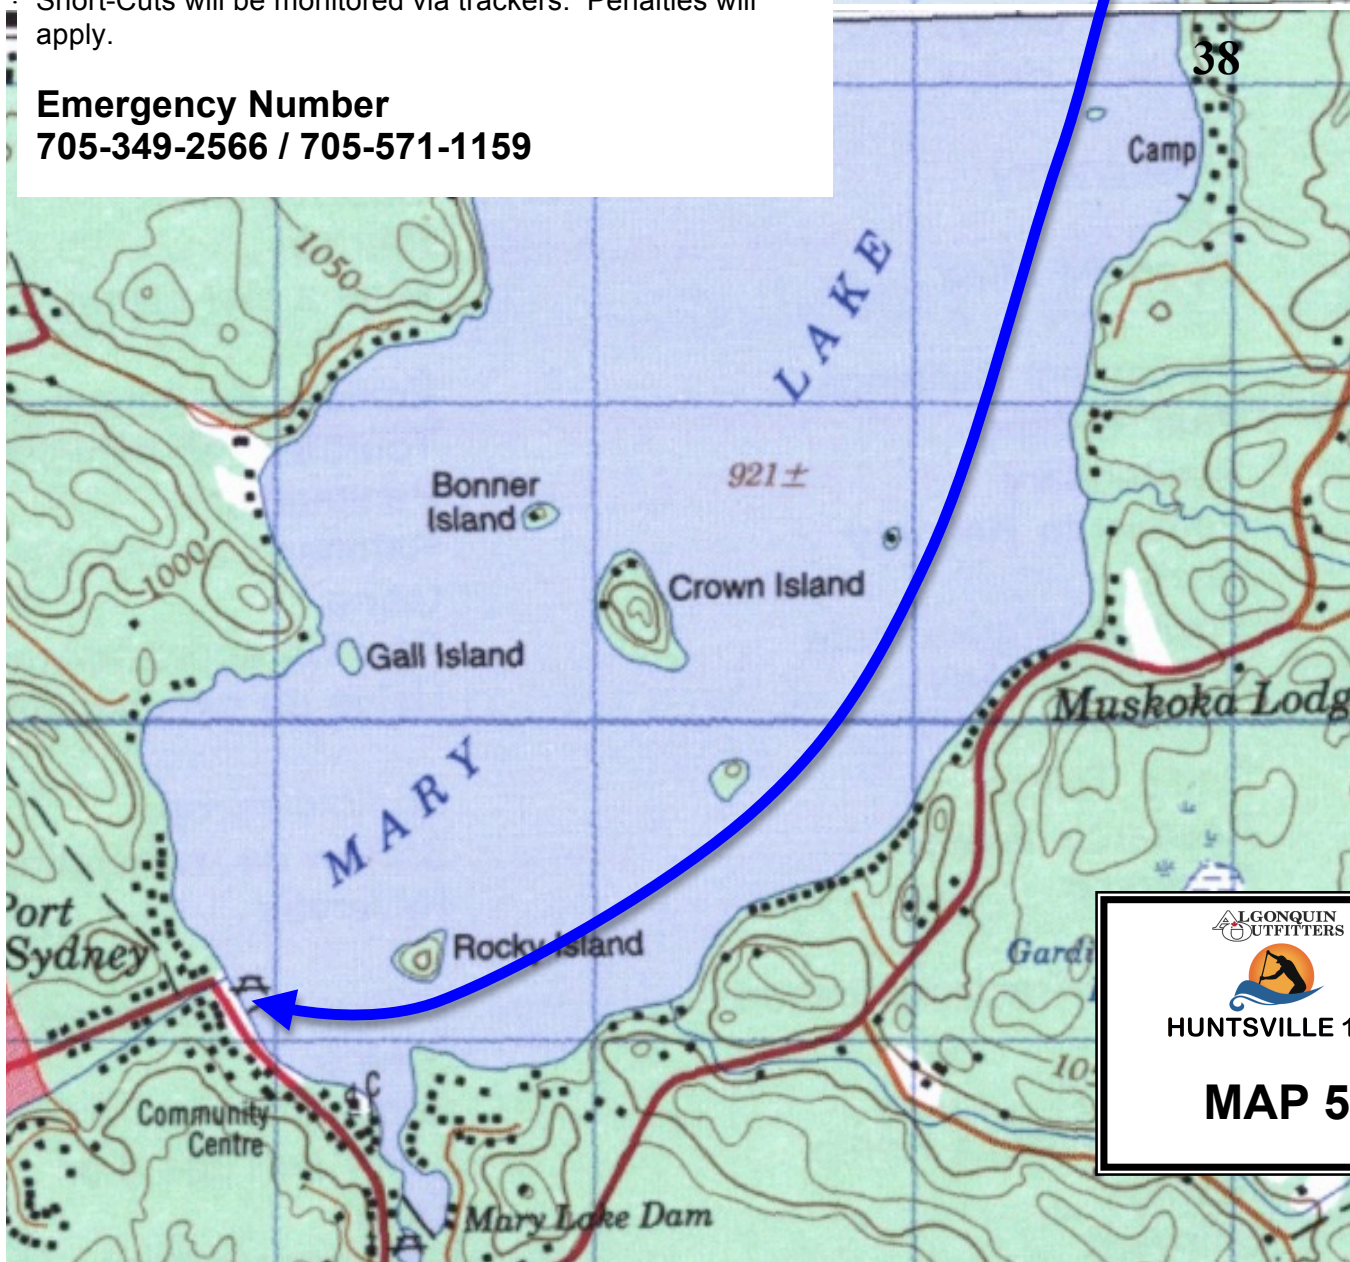 Short-Cuts will be monitored via trackers. Penalties will
apply.
Emergency Number
705-349-2566 / 705-571-1159
38
Camp
1050
LAKE
921±
Bonner
Island
Crown Island
1000
Gall Island
Muskoka Lodg
MARY
Port
Sydney
Rocky Island
Gardi
ALGONQUIN
OUTFITTERS
HUNTSVILLE 1
MAP 5
10
C
Community
Centre
Mary Lake Dam